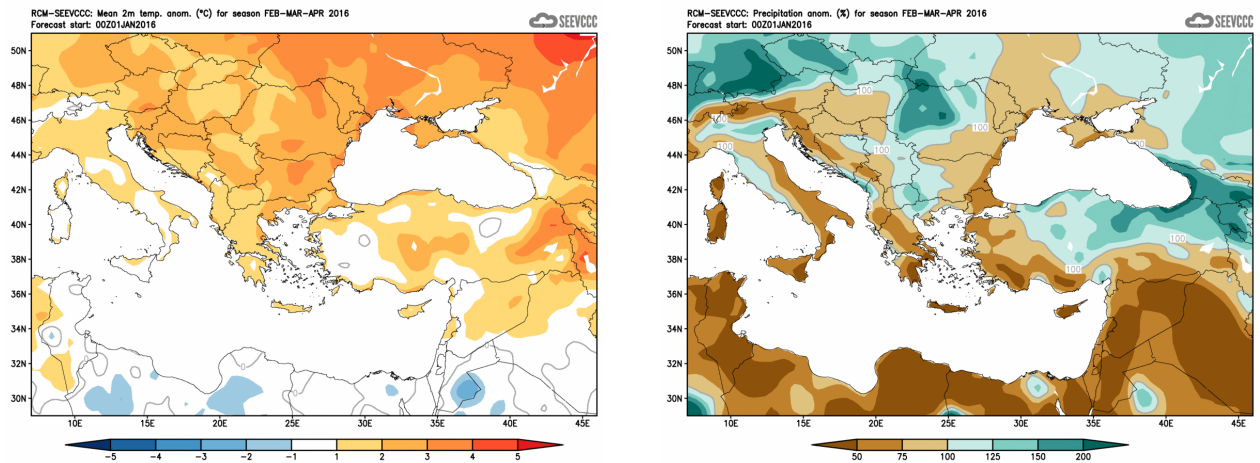 RCM-SEEVCCC: Mean 2m temp. anom. (°C) for season FEB-MAR-APR 2016
Forecast start: 00Z01JAN2016
SEEVCCC
50N
48N
46N
44N
42N
40N
38N
36N
34N
32N
30N
0
0
0
10E 15E 20E 25E 30E 35E 40E 45E
-5 -4 -3 -2 -1 1 2 3 4 5
RCM-SEEVCCC: Precipitation anom. (%) for season FEB-MAR-APR 2016
Forecast start: 00Z01JAN2016
SEEVCCC
50N
48N
46N
44N
42N
40N
38N
36N
34N
32N
30N
100
100
100
100
100
100
100
10E 15E 20E 25E 30E 35E 40E 45E
50 75 100 125 150 200